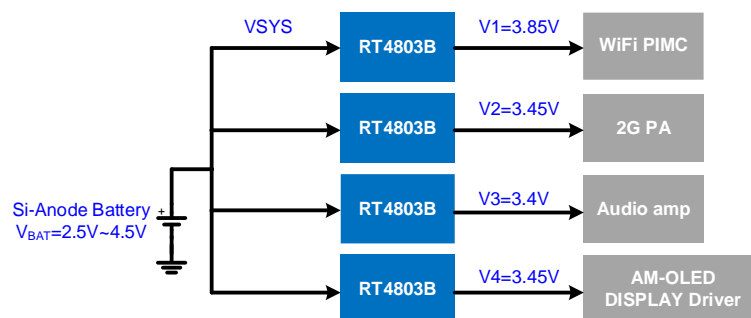 VSYS
RT4803B
V1=3.85V
WiFi PIMC
RT4803B
V2=3.45V
2G PA
Si-Anode Battery
+
VBAT=2.5V~4.5V
RT4803B
V3=3.4V
Audio amp
RT4803B
V4=3.45V
AM-OLED
DISPLAY Driver